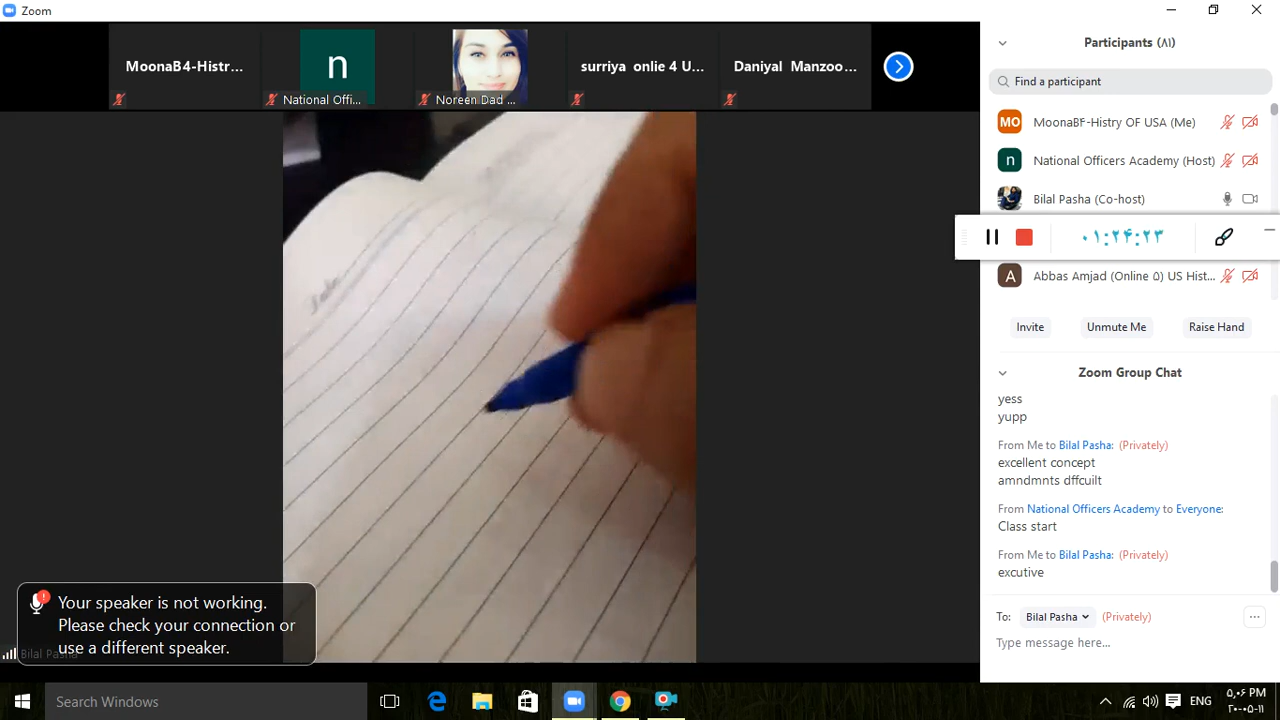 Zoom
MoonaB4-Histr...
n
National Offi...
Noreen Dad ...
surriya onlie 4 U...
Daniyal Manzoo...
Participants (۸۱)
Find a participant
MO MoonaB۴-Histry OF USA (Me)
n National Officers Academy (Host)
Bilal Pasha (Co-host)
۰۱:۲۴:۲۳
A Abbas Amjad (Online ۵) US Hist...
Invite Unmute Me Raise Hand
Zoom Group Chat
yess
yupp
From Me to Bilal Pasha: (Privately)
excellent concept
amndmnts dffcuilt
From National Officers Academy to Everyone:
Class start
From Me to Bilal Pasha: (Privately)
excutive
To: Bilal Pasha (Privately)
Type message here...
Your speaker is not working.
Please check your connection or
use a different speaker.
Bilal Pasha
Search Windows
ENG
۵,۰۶ PM
۲۰۰-۰۵-۱۱